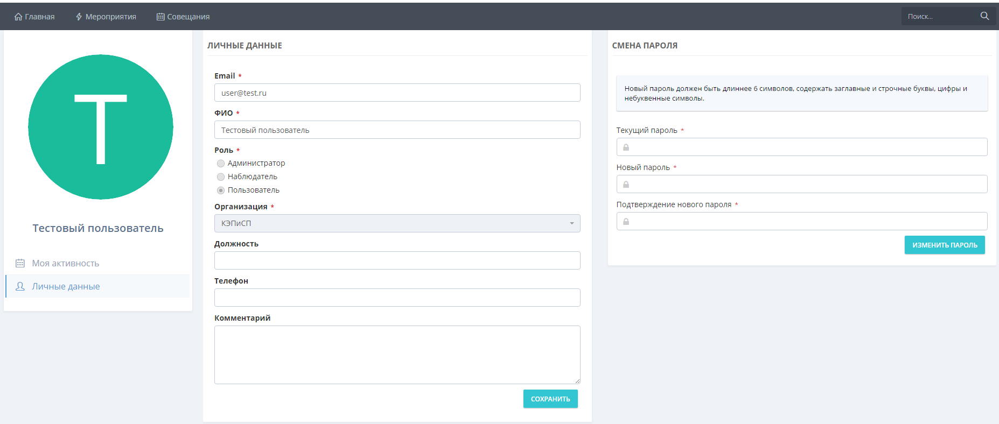 Главная
Мероприятия
Совещания
Поиск...
Т
Тестовый пользователь
Моя активность
Личные данные
ЛИЧНЫЕ ДАННЫЕ
Email *
user@test.ru
ФИО *
Тестовый пользователь
Роль *
Администратор
Наблюдатель
Пользователь
Организация *
КЭПиСП
Должность
Телефон
Комментарий
СОХРАНИТЬ
СМЕНА ПАРОЛЯ
Новый пароль должен быть длиннее 6 символов, содержать заглавные и строчные буквы, цифры и
небуквенные символы.
Текущий пароль *
Новый пароль *
Подтверждение нового пароля *
ИЗМЕНИТЬ ПАРОЛЬ